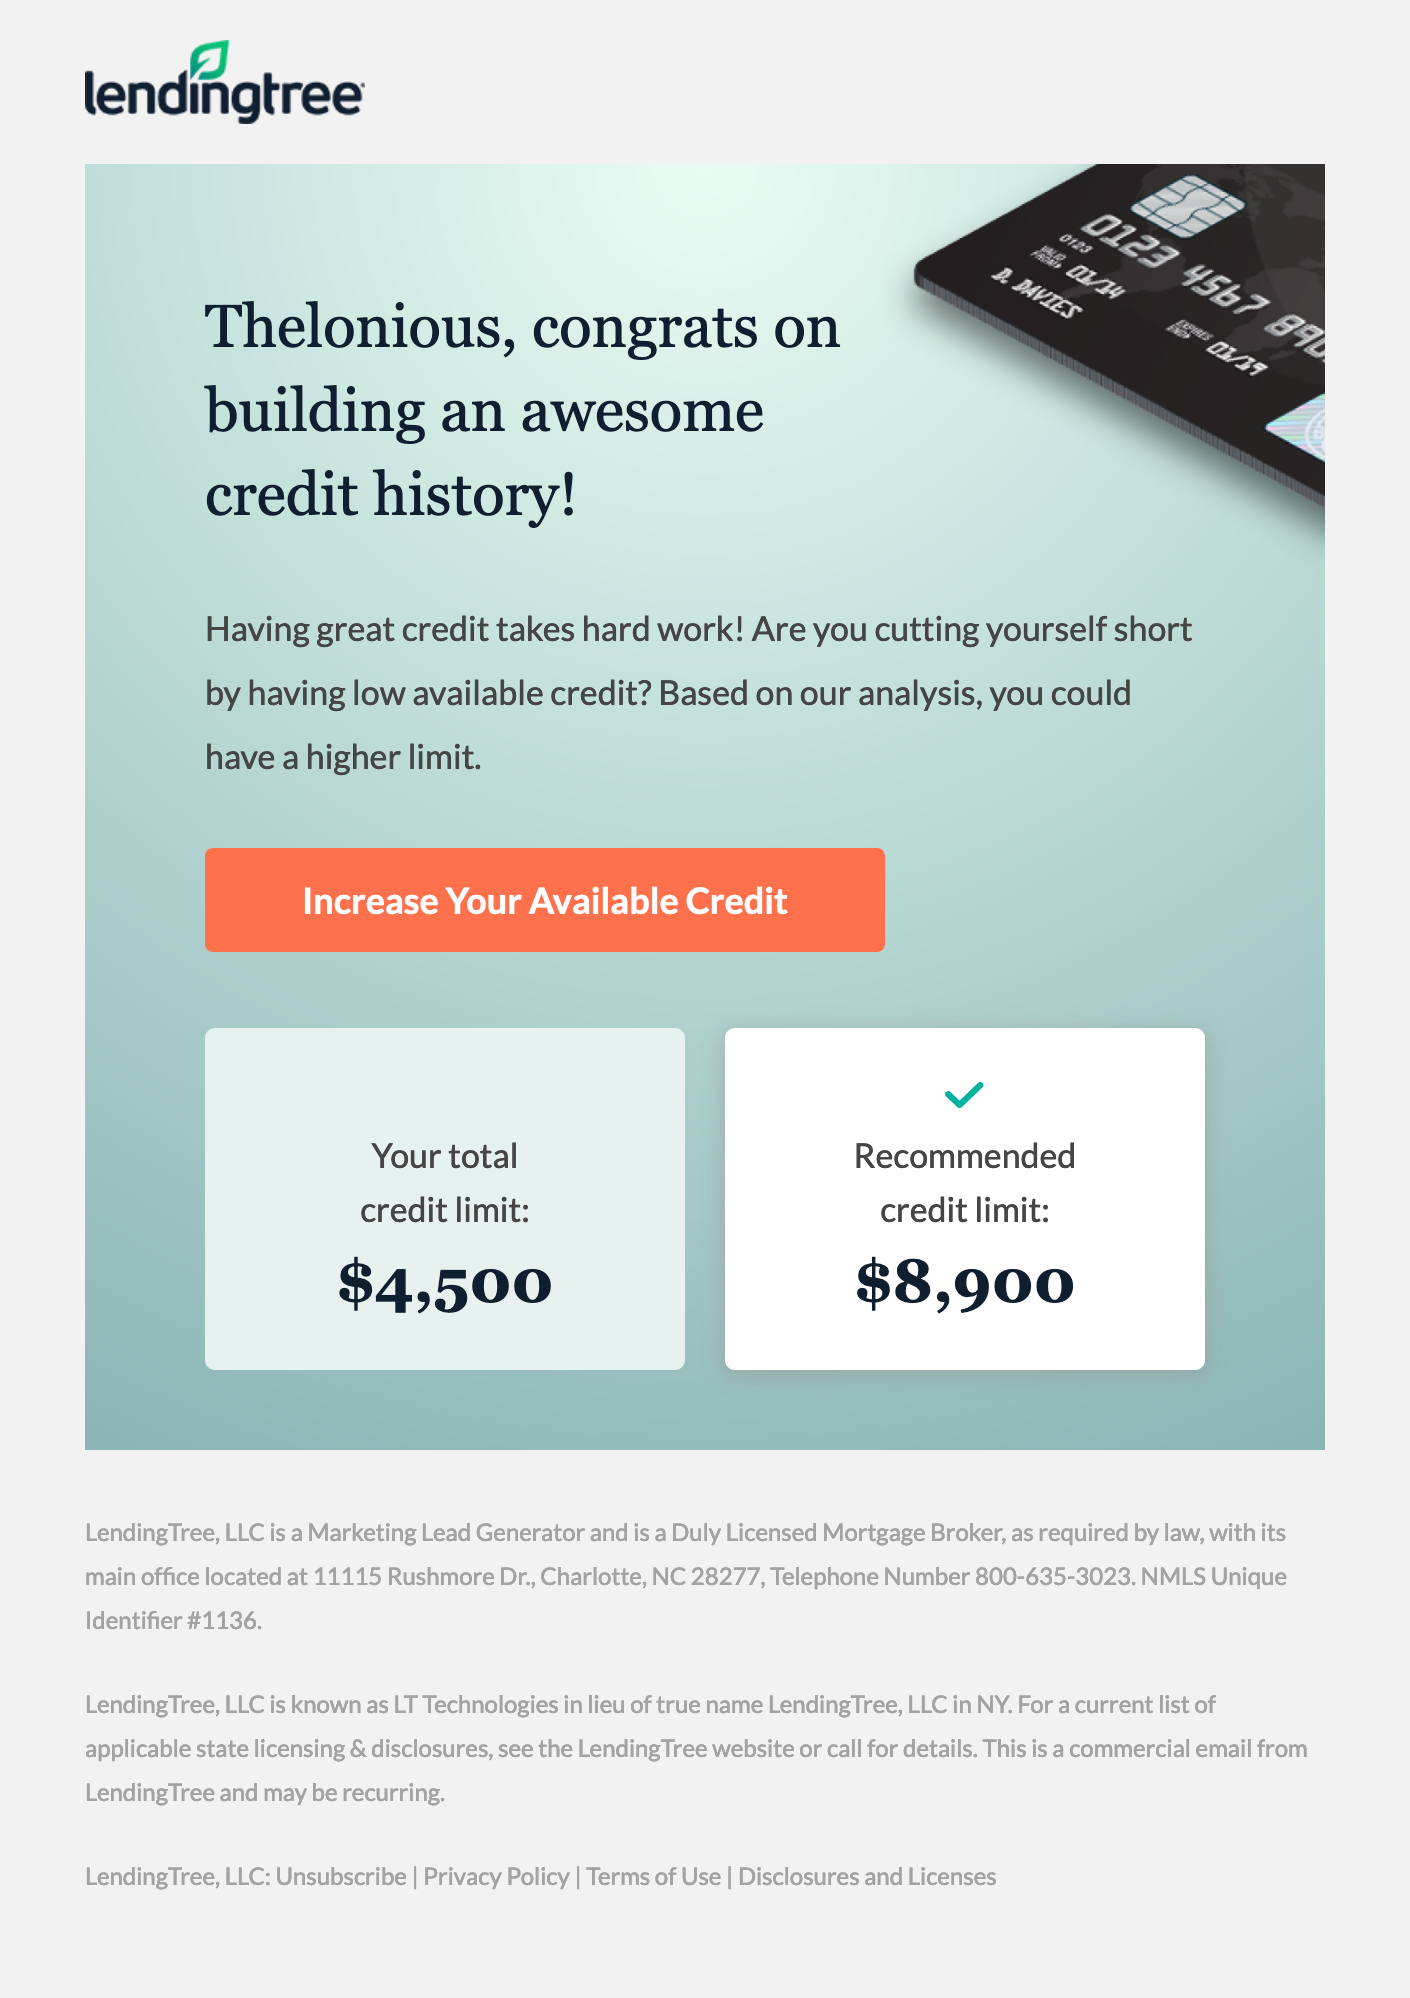 lendingtree
0123 4567 890
0123
VALID
FROM
01/14
EXPIRES
END
01/19
D. DAVIES
Thelonious, congrats on
building an awesome
credit history!
Having great credit takes hard work! Are you cutting yourself short
by having low available credit? Based on our analysis, you could
have a higher limit.
Increase Your Available Credit
Your total
credit limit:
$4,500
Recommended
credit limit:
$8,900
LendingTree, LLC is a Marketing Lead Generator and is a Duly Licensed Mortgage Broker, as required by law, with its
main office located at 11115 Rushmore Dr., Charlotte, NC 28277, Telephone Number 800-635-3023. NMLS Unique
Identifier #1136.
LendingTree, LLC is known as LT Technologies in lieu of true name LendingTree, LLC in NY. For a current list of
applicable state licensing & disclosures, see the LendingTree website or call for details. This is a commercial email from
LendingTree and may be recurring.
LendingTree, LLC: Unsubscribe | Privacy Policy | Terms of Use | Disclosures and Licenses